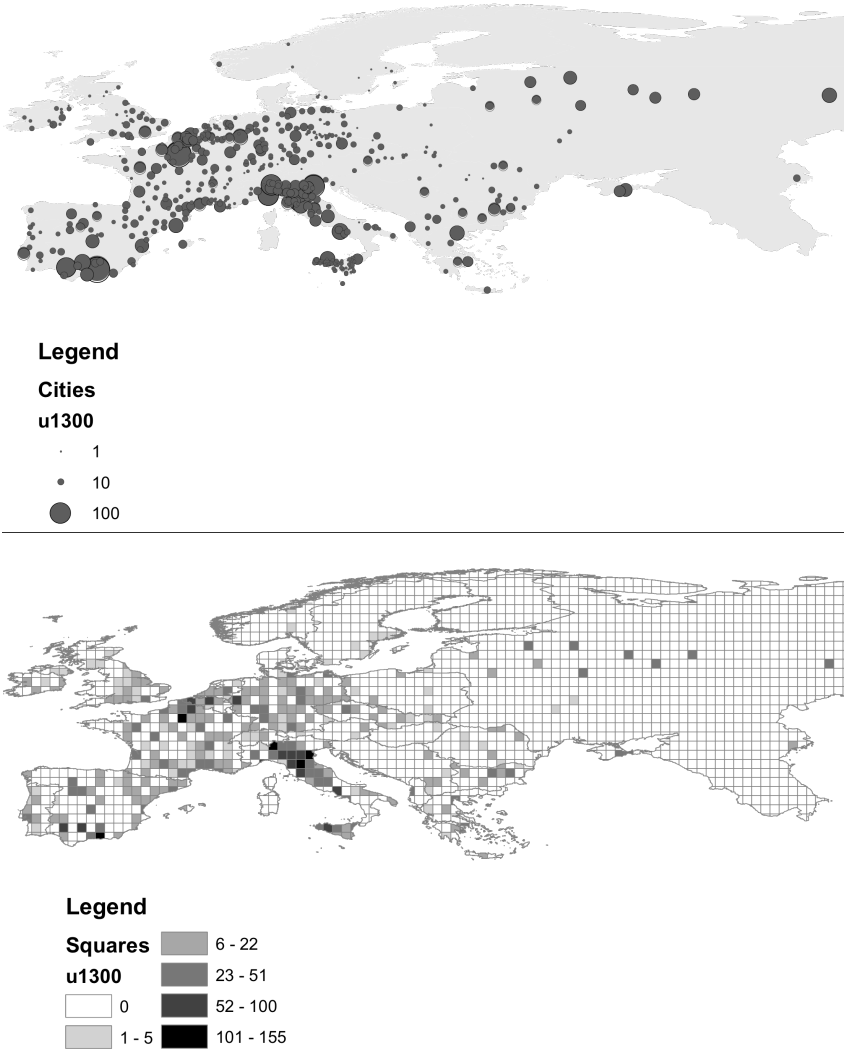 Legend
Cities
u1300
1
10
100
Legend
Squares 6 - 22
u1300 23 - 51
0 52 - 100
1 - 5 101 - 155